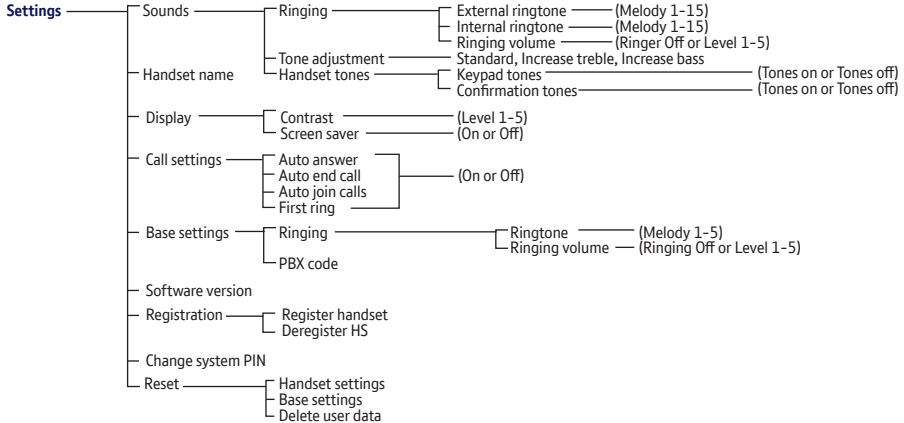 Settings Sounds Ringing External ringtone (Melody 1-15)
Internal ringtone (Melody 1-15)
Ringing volume (Ringer Off or Level 1-5)
Tone adjustment Standard, Increase treble, Increase bass
Handset tones Keypad tones (Tones on or Tones off)
Confirmation tones (Tones on or Tones off)
Handset name
Display Contrast (Level 1-5)
Screen saver (On or Off)
Call settings Auto answer
Auto end call (On or Off)
Auto join calls
First ring
Base settings Ringing Ringtone (Melody 1-5)
Ringing volume (Ringing Off or Level 1-5)
PBX code
Software version
Registration Register handset
Deregister HS
Change system PIN
Reset Handset settings
Base settings
Delete user data